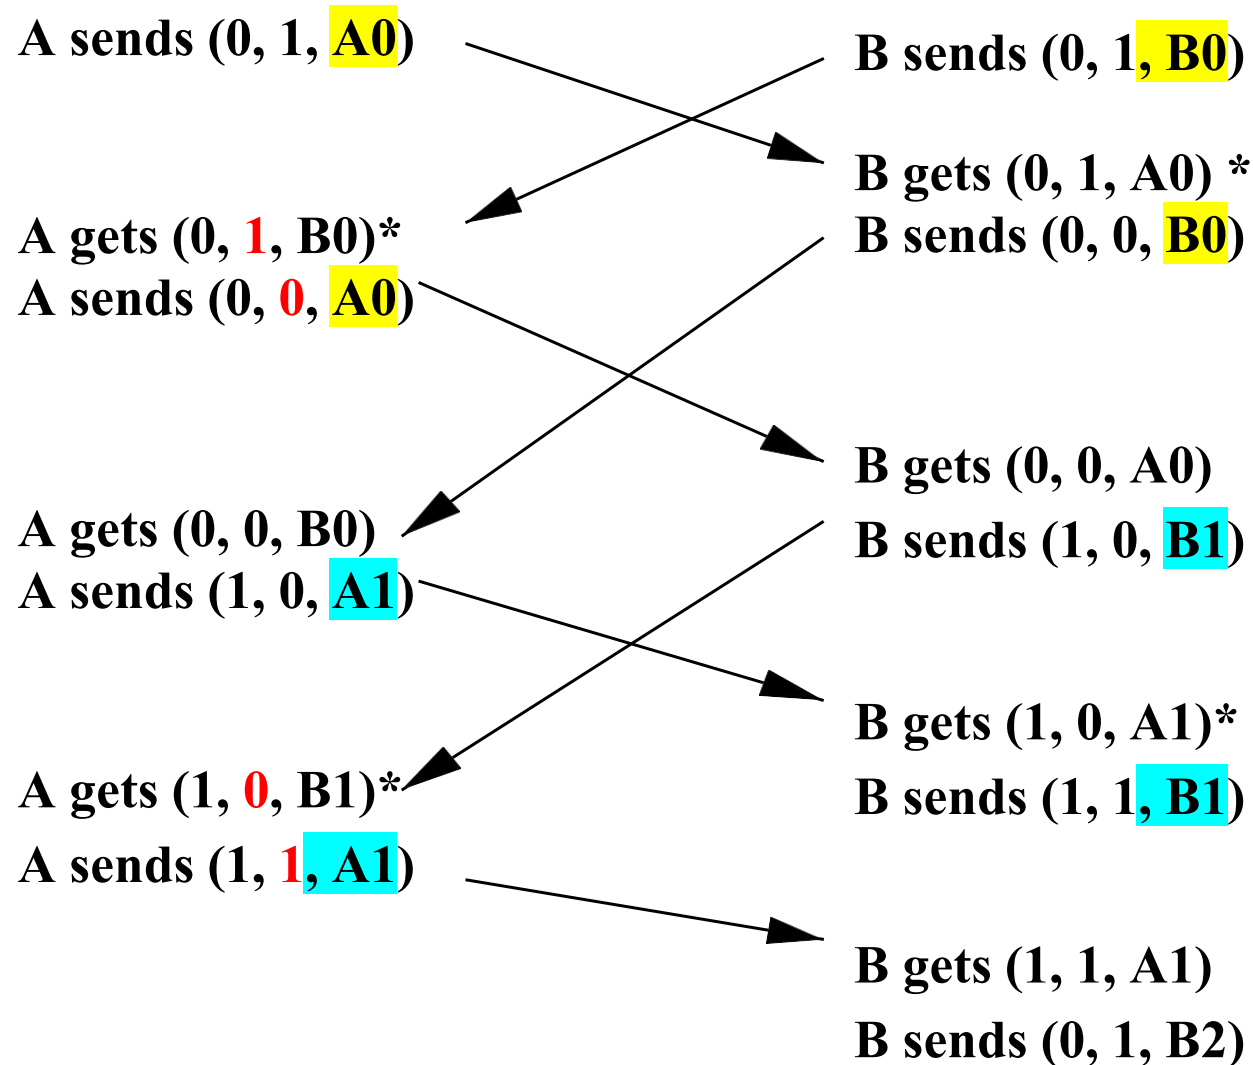 A sends (0, 1, A0)
B sends (0, 1, B0)
B gets (0, 1, A0) *
A gets (0, 1, B0)*
B sends (0, 0, B0)
A sends (0, 0, A0)
B gets (0, 0, A0)
A gets (0, 0, B0)
B sends (1, 0, B1)
A sends (1, 0, A1)
B gets (1, 0, A1)*
A gets (1, 0, B1)*
B sends (1, 1, B1)
A sends (1, 1, A1)
B gets (1, 1, A1)
B sends (0, 1, B2)